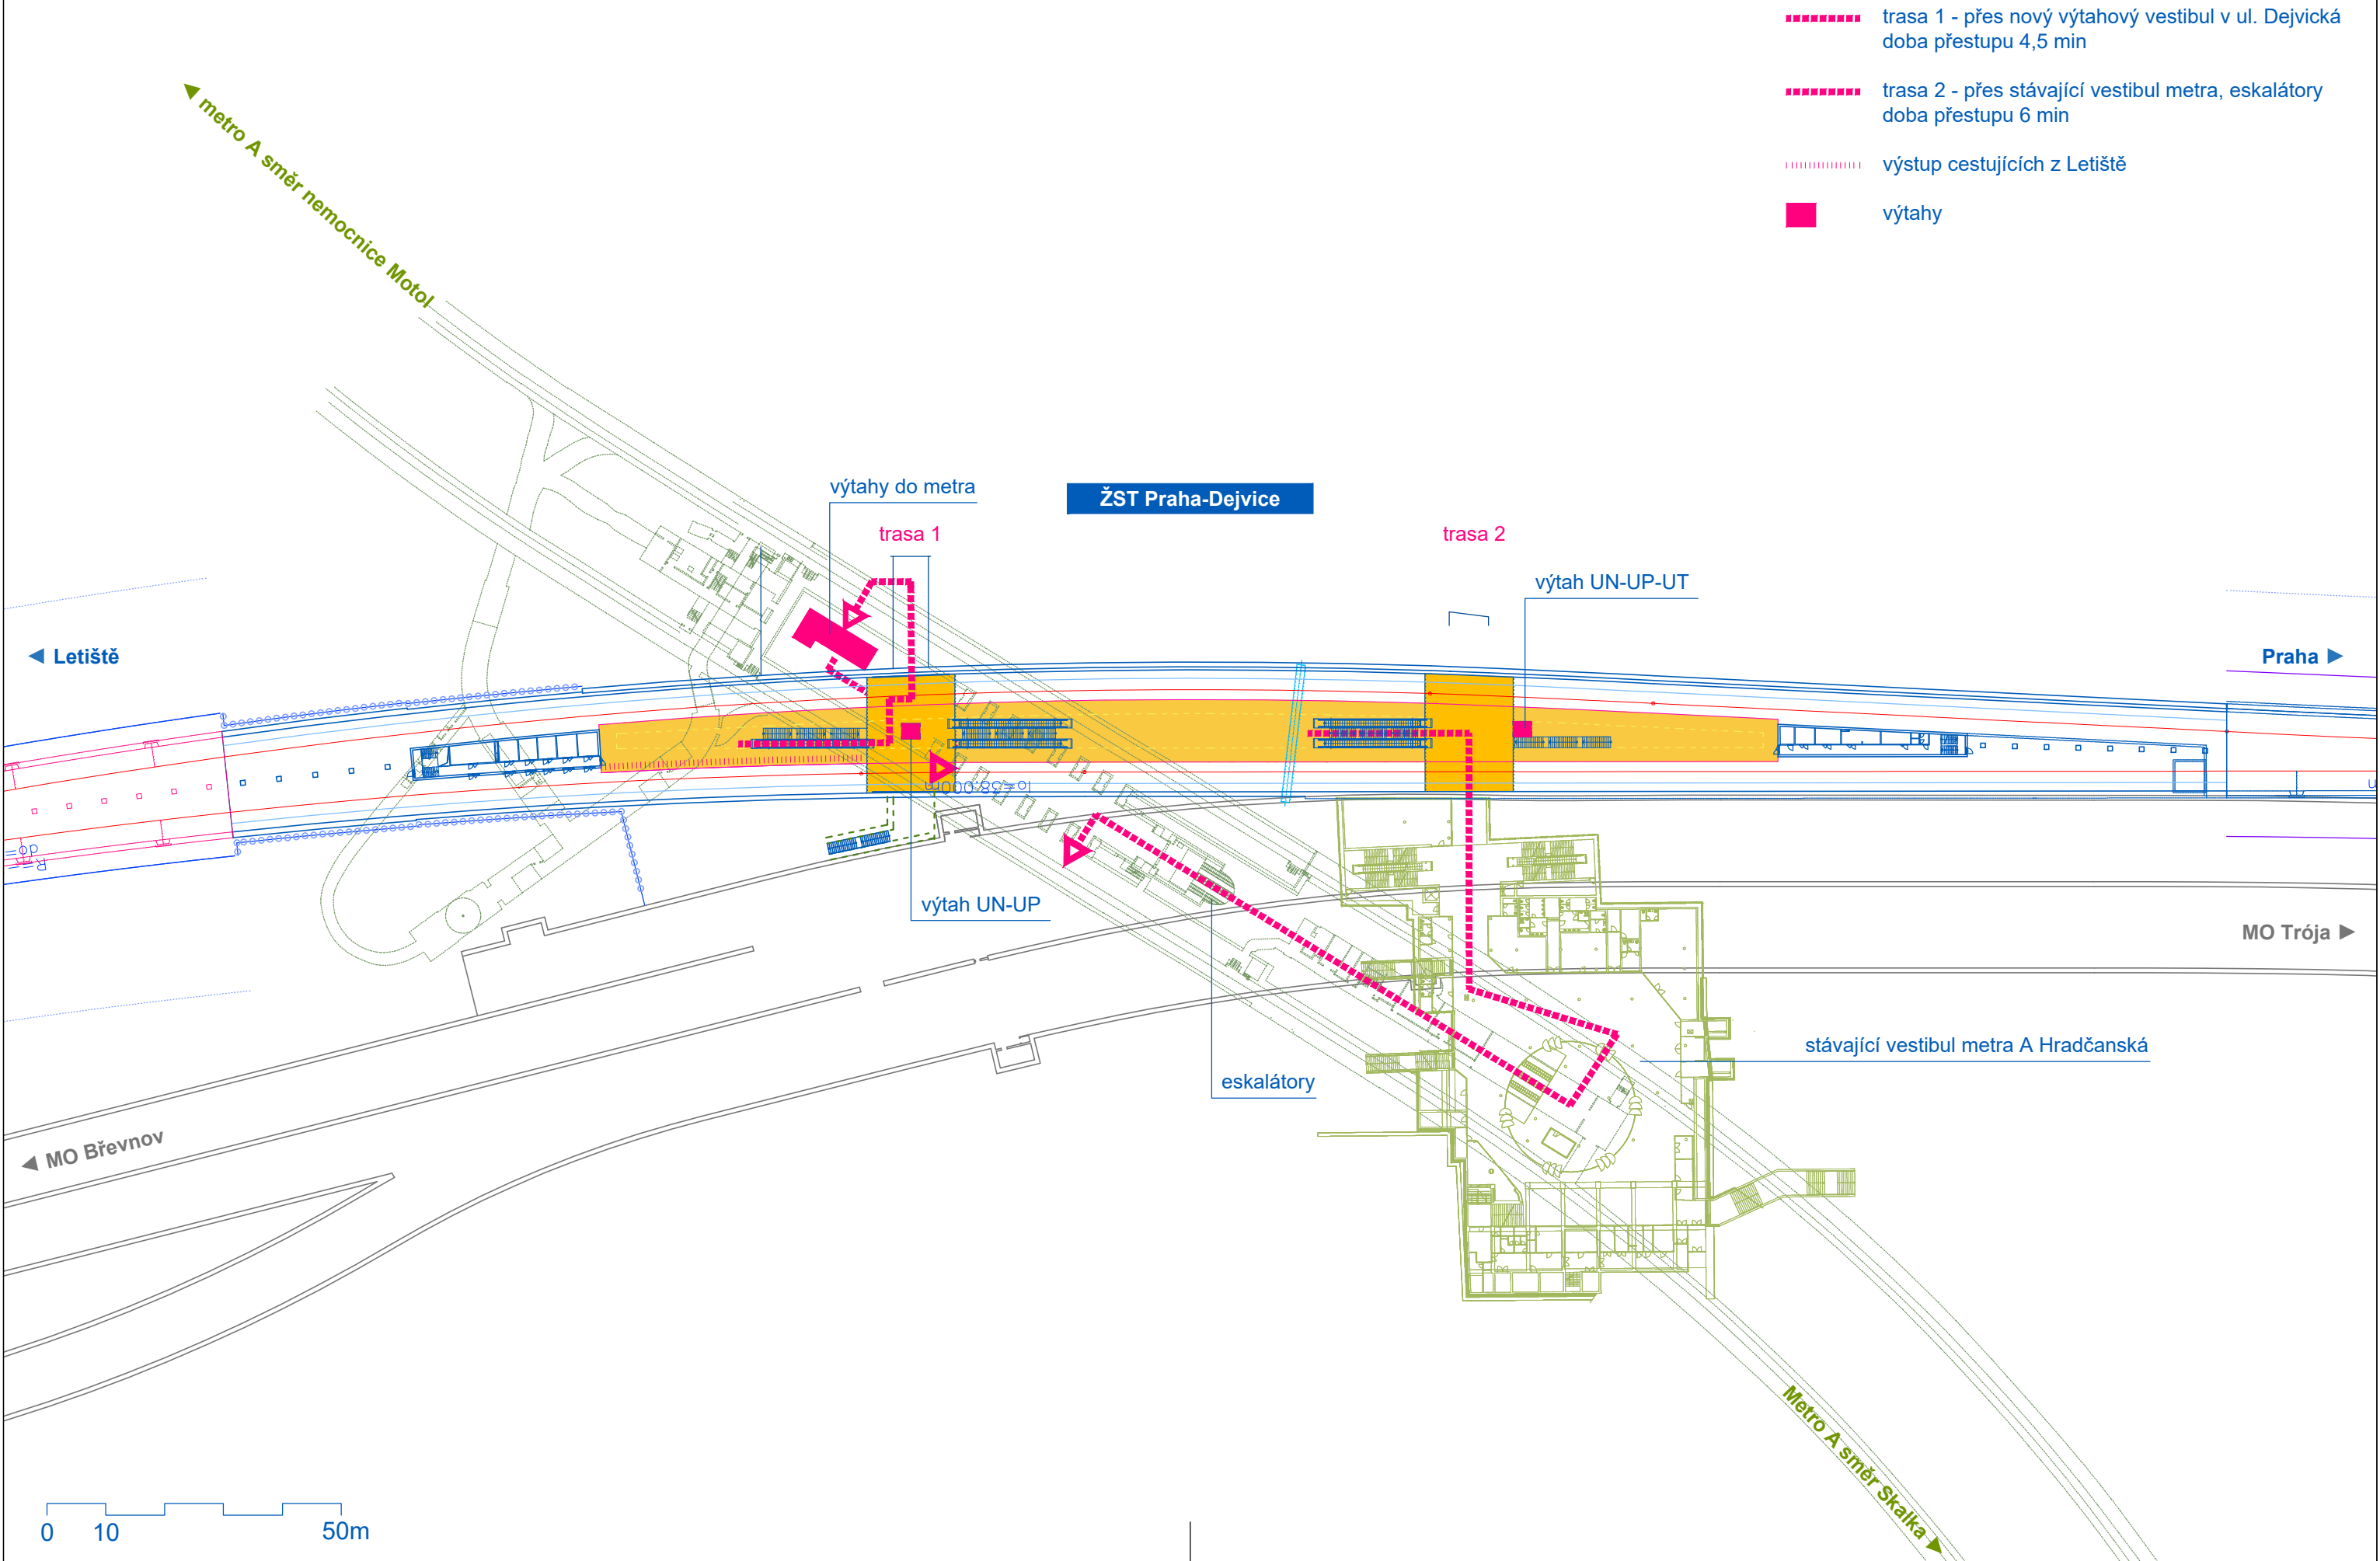 trasa 1 - přes nový výtahový vestibul v ul. Dejvická
doba přestupu 4,5 min
trasa 2 - přes stávající vestibul metra, eskalátory
doba přestupu 6 min
výstup cestujících z Letiště
výtahy
metro A směr nemocnice Motol
výtahy do metra
ŽST Praha-Dejvice
trasa 1
trasa 2
výtah UN-UP-UT
Letiště
Praha
lo=38.000m
výtah UN-UP
MO Trója
stávající vestibul metra A Hradčanská
eskalátory
MO Břevnov
Metro A směr Skalka
0 10 50m